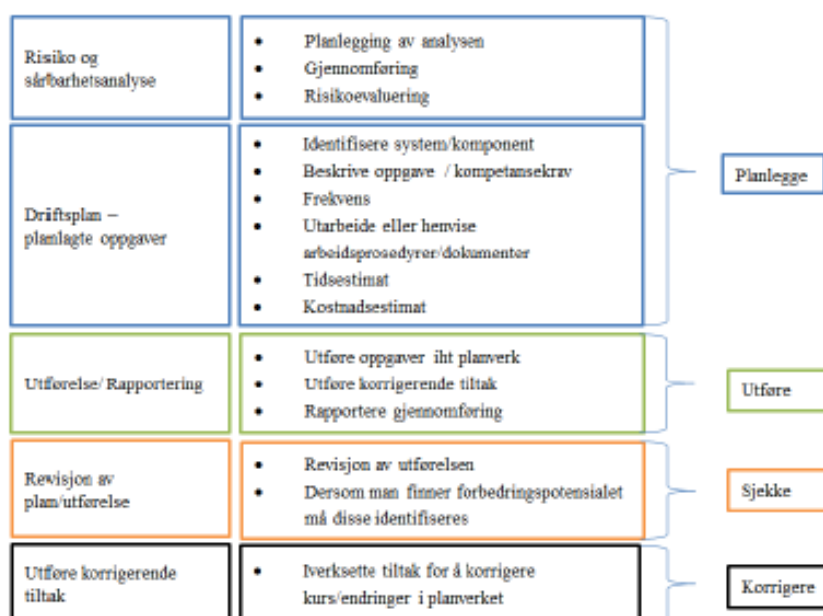 Risiko og
sårbarhetsanalyse
• Planlegging av analysen
• Gjennomføring
• Risikoevaluering
Driftsplan –
planlagte oppgaver
• Identifisere system/komponent
• Beskrive oppgave / kompetansekrav
• Frekvens
• Utarbeide eller henvise
arbeidsprosedyrer/dokumenter
• Tidsestimat
• Kostnadsestimat
Planlegge
Utførelse/ Rapportering
• Utføre oppgaver iht planverk
• Utføre korrigerende tiltak
• Rapportere gjennomføring
Utføre
Revisjon av
plan/utførelse
• Revisjon av utførelsen
• Dersom man finner forbedringspotensialet
må disse identifiseres
Sjekke
Utføre korrigerende
tiltak
• Iverksette tiltak for å korrigere
kurs/endringer i planverket
Korrigere